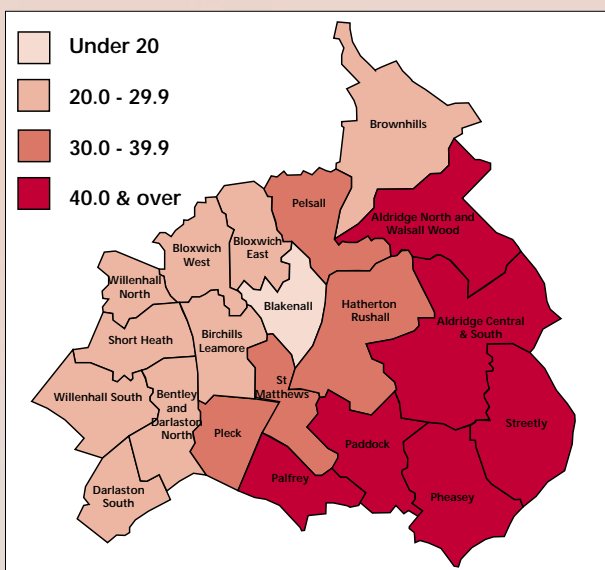 Under 20
20.0 - 29.9
30.0 - 39.9
40.0 & over
Brownhills
Pelsall
Aldridge North and
Walsall Wood
Bloxwich
West
Bloxwich
East
Willenhall
North
Blakenall
Hatherton
Rushall
Short Heath
Birchills
Leamore
Aldridge Central
& South
St
Matthews
Willenhall South
Bentley
and
Darlaston
North
Pleck
Paddock
Streetly
Palfrey
Pheasey
Darlaston
South